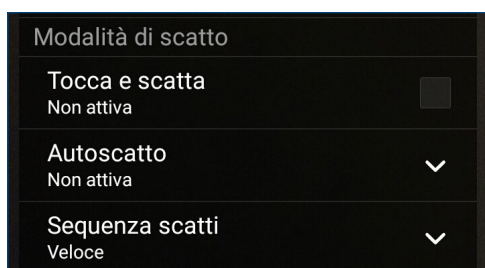 Modalità di scatto
Tocca e scatta
Non attiva
Autoscatto
Non attiva
Sequenza scatti
Veloce